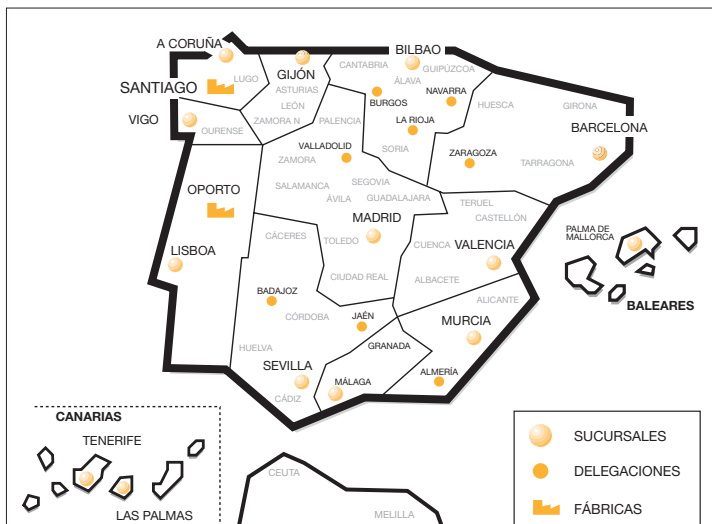 A CORUÑA
BILBAO
CANTABRIA
GUIPÚZCOA
LUGO
GIJÓN
ÁLAVA
SANTIAGO
ASTURIAS
NAVARRA
BURGOS
LEÓN
HUESCA
GIRONA
VIGO
ZAMORA N
PALENCIA
LA RIOJA
BARCELONA
OURENSE
VALLADOLID
SORIA
ZAMORA
ZARAGOZA
TARRAGONA
OPORTO
SALAMANCA
SEGOVIA
ÁVILA
GUADALAJARA
TERUEL
CASTELLÓN
MADRID
PALMA DE
MALLORCA
CÁCERES
TOLEDO
CUENCA
VALENCIA
LISBOA
CIUDAD REAL
ALBACETE
BADAJOZ
ALICANTE
BALEARES
CÓRDOBA
JAÉN
MURCIA
HUELVA
GRANADA
SEVILLA
MÁLAGA
ALMERÍA
CÁDIZ
CANARIAS
TENERIFE
LAS PALMAS
CEUTA
MELILLA
SUCURSALES
DELEGACIONES
FÁBRICAS